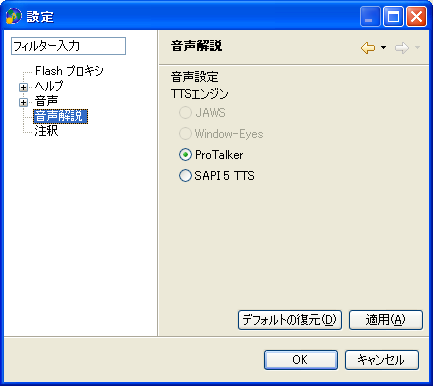 設定
フィルター入力
Flash プロキシ
ヘルプ
音声
音声解説
注釈
音声解説
音声設定
TTSエンジン
JAWS
Window-Eyes
ProTalker
SAPI 5 TTS
デフォルトの復元(D)
適用(A)
OK
キャンセル